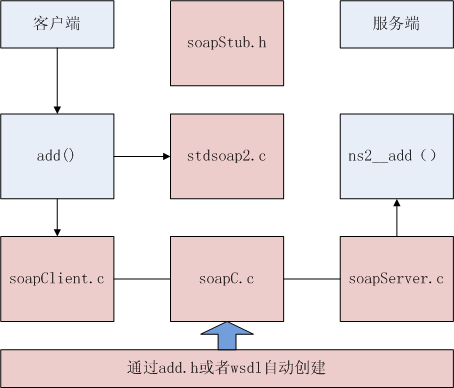 客户端
soapStub.h
服务端
add()
stdsoap2.c
ns2__add（）
soapClient.c
soapC.c
soapServer.c
通过add.h或者wsdl自动创建